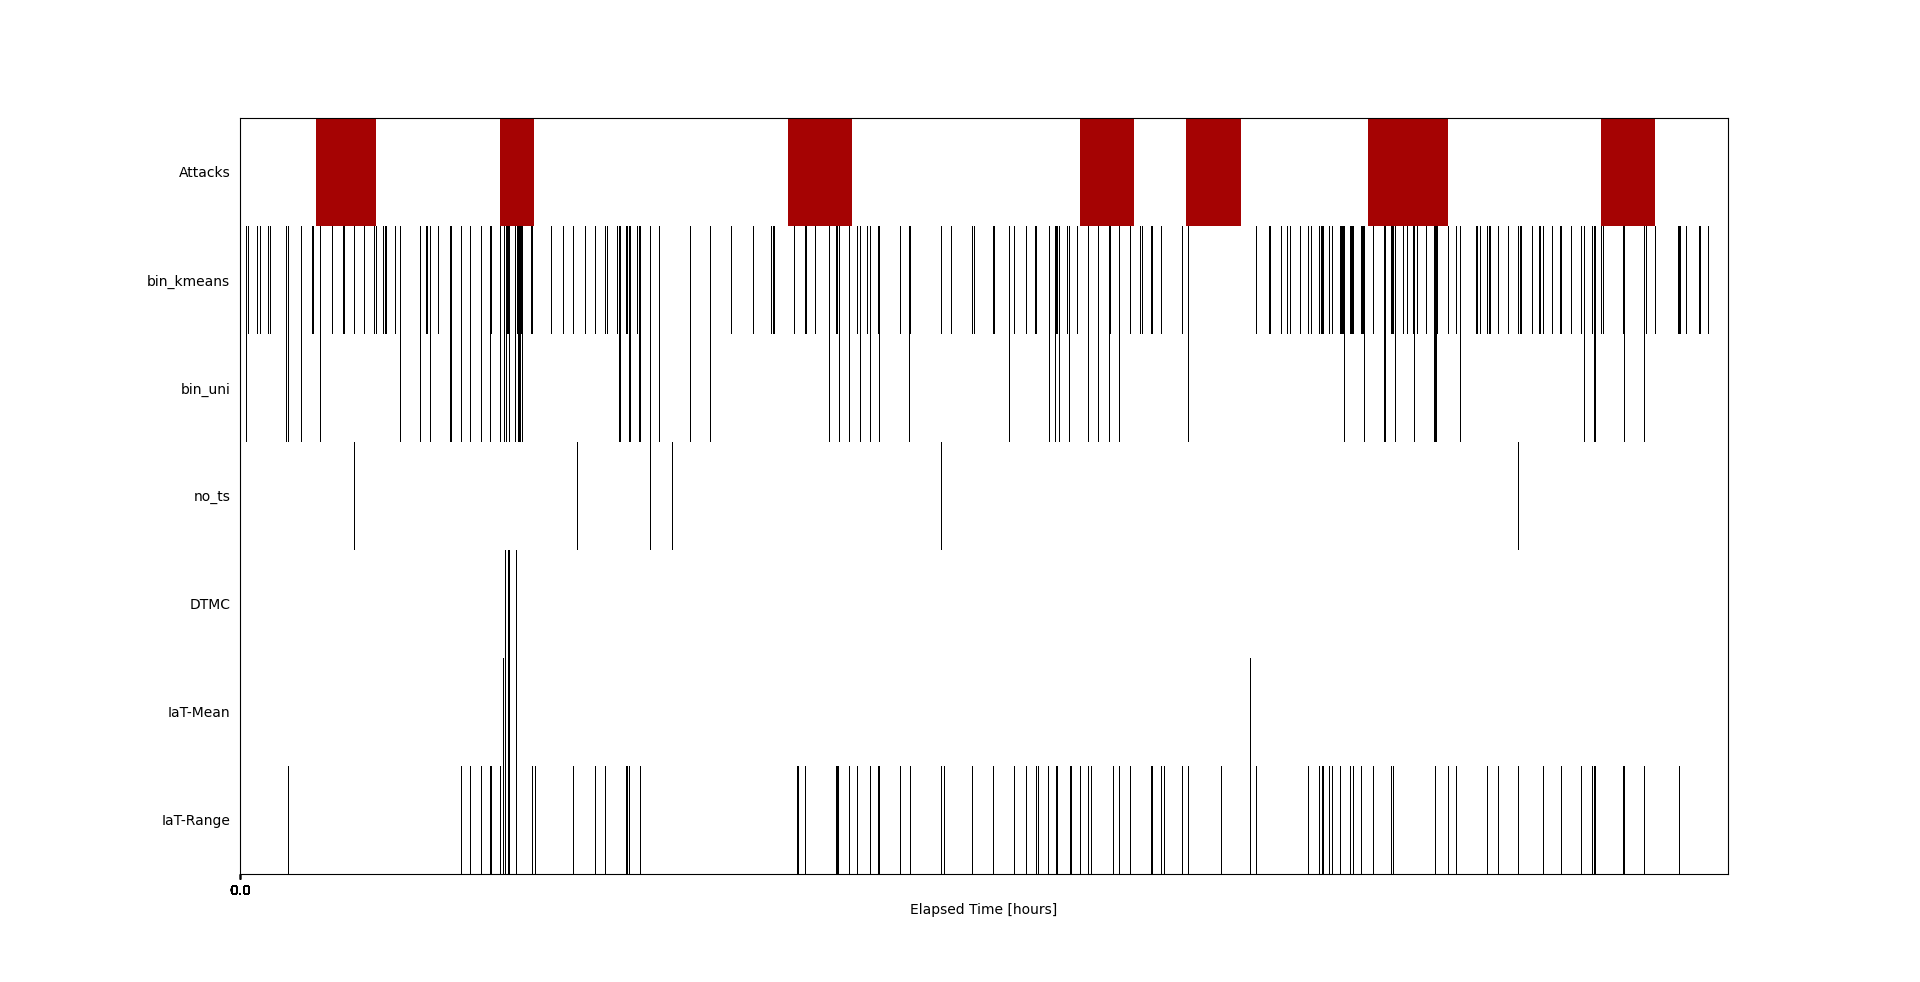 Attacks
bin_kmeans
bin_uni
no_ts
DTMC
IaT-Mean
IaT-Range
0.0
Elapsed Time [hours]